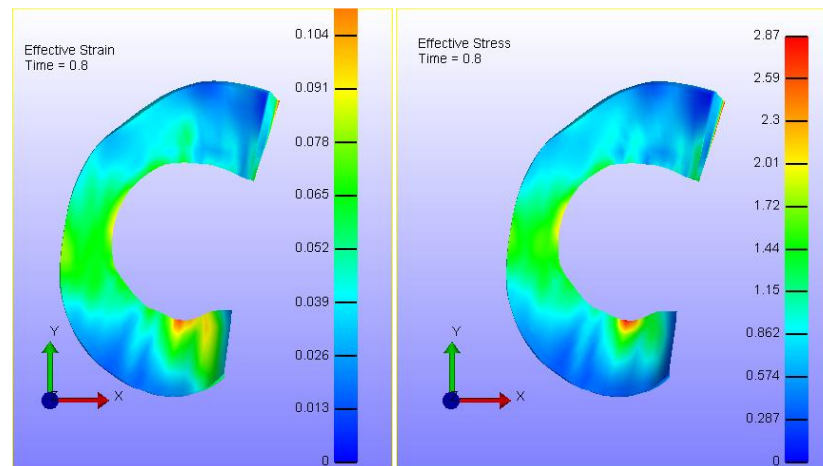 Effective Strain
Time = 0.8
0.104
0.091
0.078
0.065
0.052
0.039
0.026
0.013
0
Y
X
Effective Stress
Time = 0.8
2.87
2.59
2.3
2.01
1.72
1.44
1.15
0.862
0.574
0.287
0
Y
X